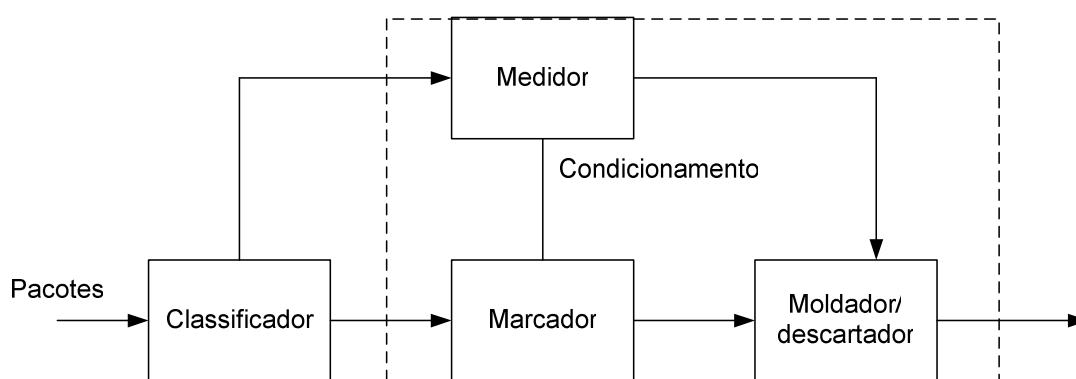 Medidor
Condicionamento
Pacotes
Classificador
Marcador
Moldador/
descartador